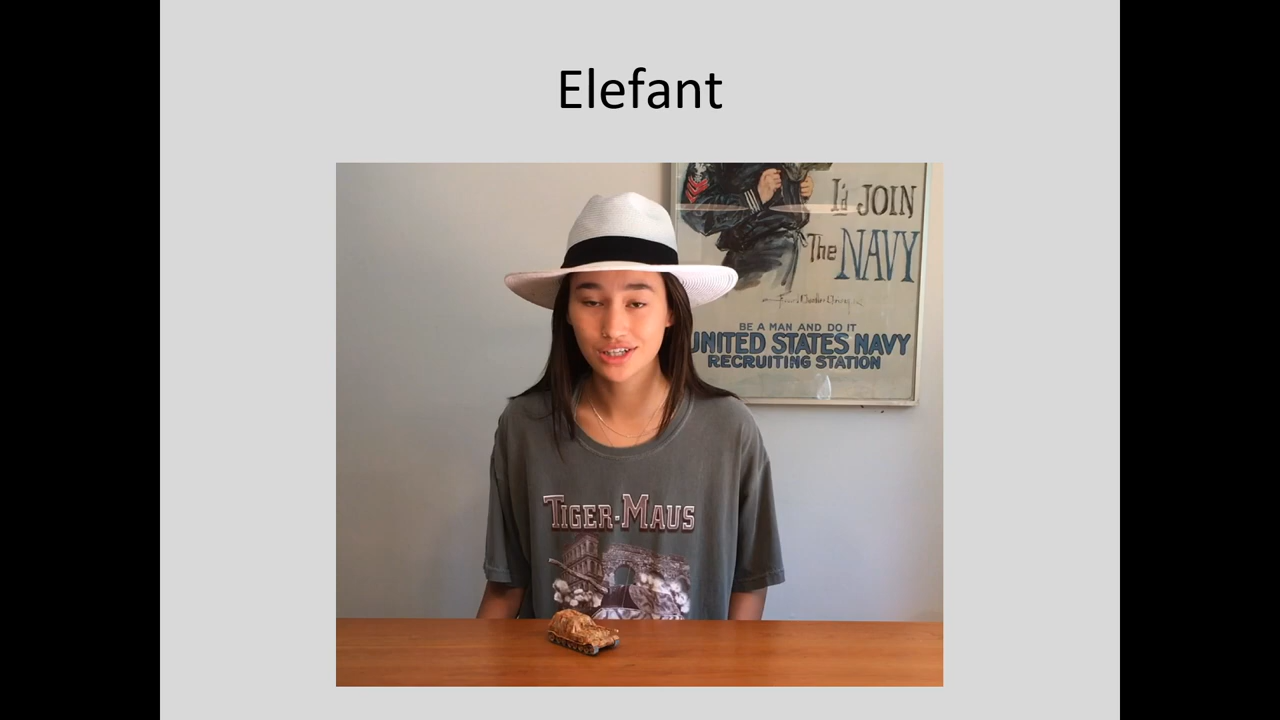 Elefant
I'd JOIN
The NAVY
BE A MAN AND DO IT
UNITED STATES NAVY
RECRUITING STATION
TIGER-MAUS